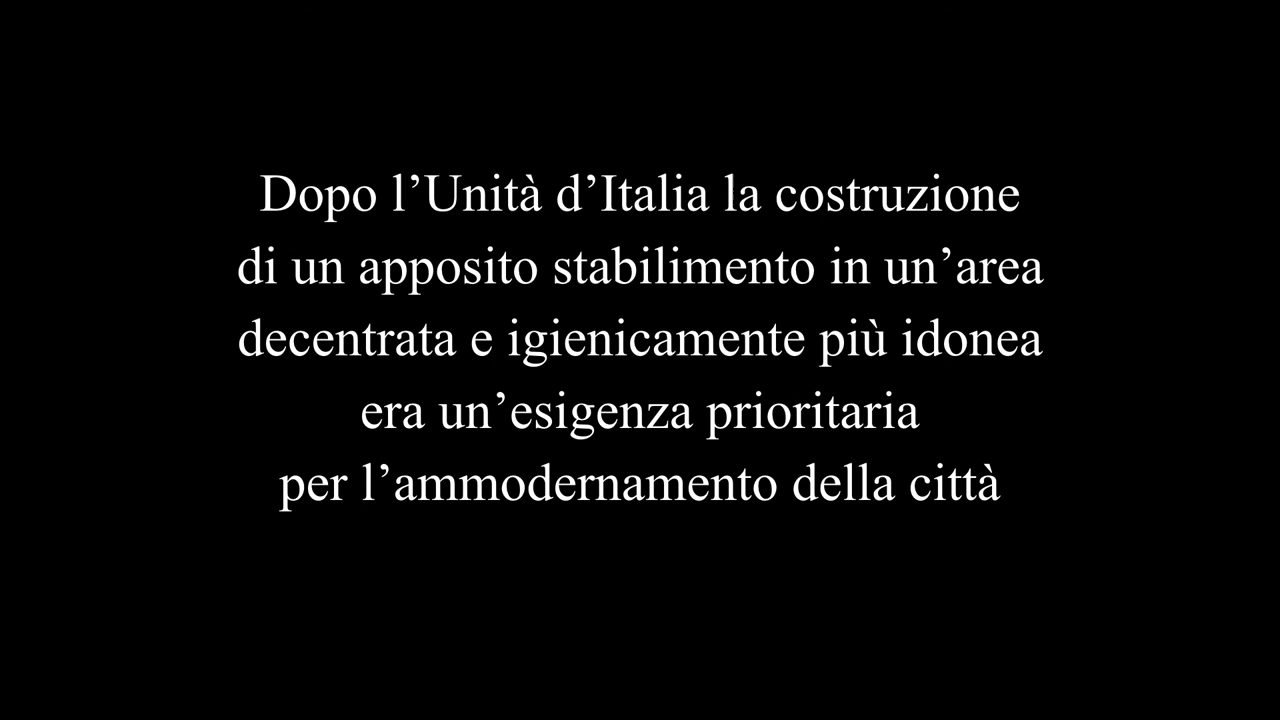 Dopo l’Unità d’Italia la costruzione
di un apposito stabilimento in un’area
decentrata e igienicamente più idonea
era un’esigenza prioritaria
per l’ammodernamento della città